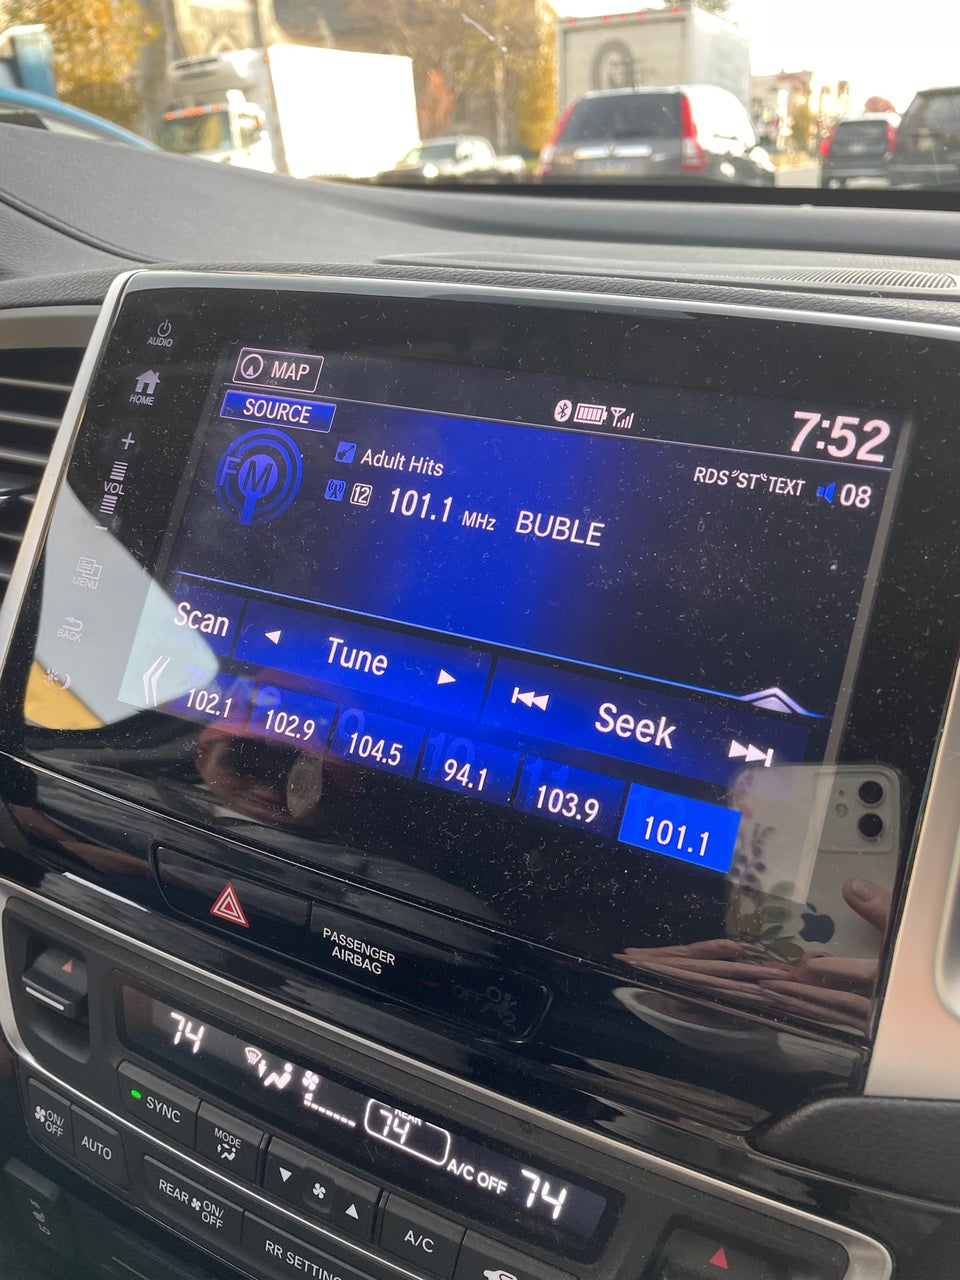 AUDIO
HOME
+
VOL
−
MENU
BACK
MAP
SOURCE
7:52
FM
Adult Hits
RDS "ST" TEXT
08
12
101.1 MHz BUBLE
Scan
Tune
Seek
102.1
102.9
104.5
94.1
103.9
101.1
PASSENGER
AIRBAG
OFF
74
REAR
74
A/C OFF
74
ON/
OFF
AUTO
SYNC
MODE
REAR ON/
OFF
A/C
RR SETTING